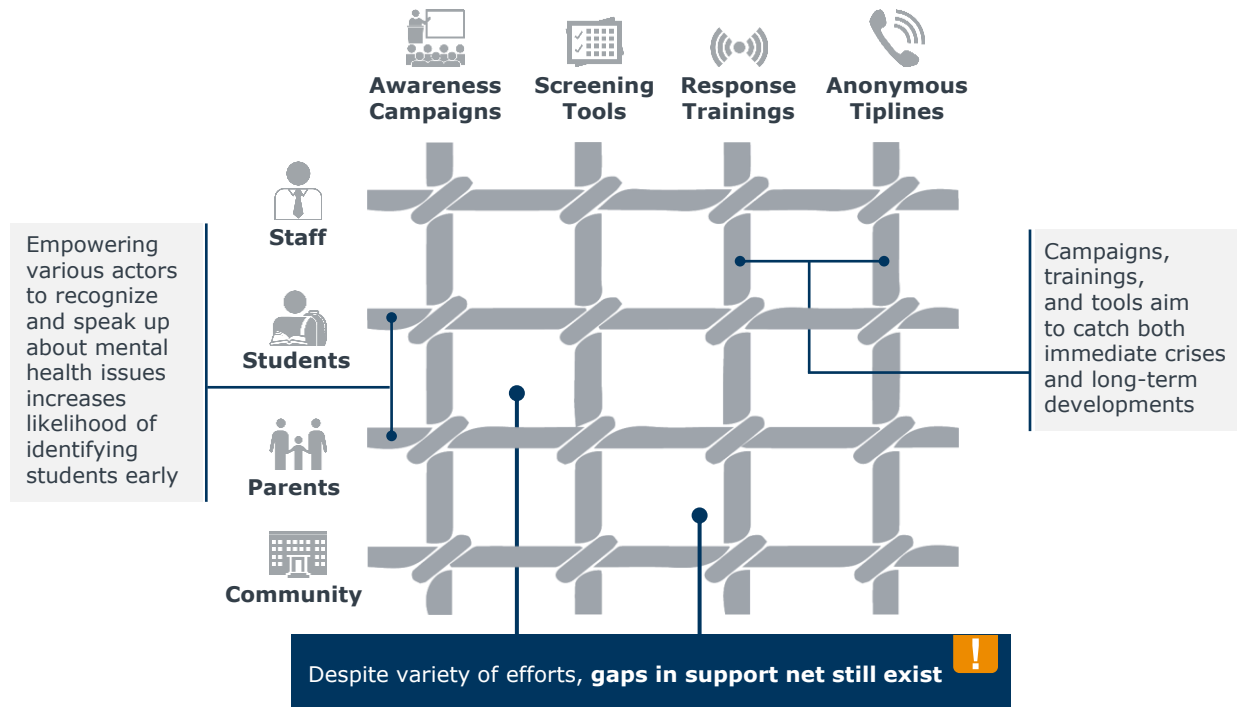 Awareness
Campaigns
Screening
Tools
Response
Trainings
Anonymous
Tiplines
Staff
Students
Parents
Community
Empowering
various actors
to recognize
and speak up
about mental
health issues
increases
likelihood of
identifying
students early
Campaigns,
trainings,
and tools aim
to catch both
immediate crises
and long-term
developments
Despite variety of efforts, gaps in support net still exist
!